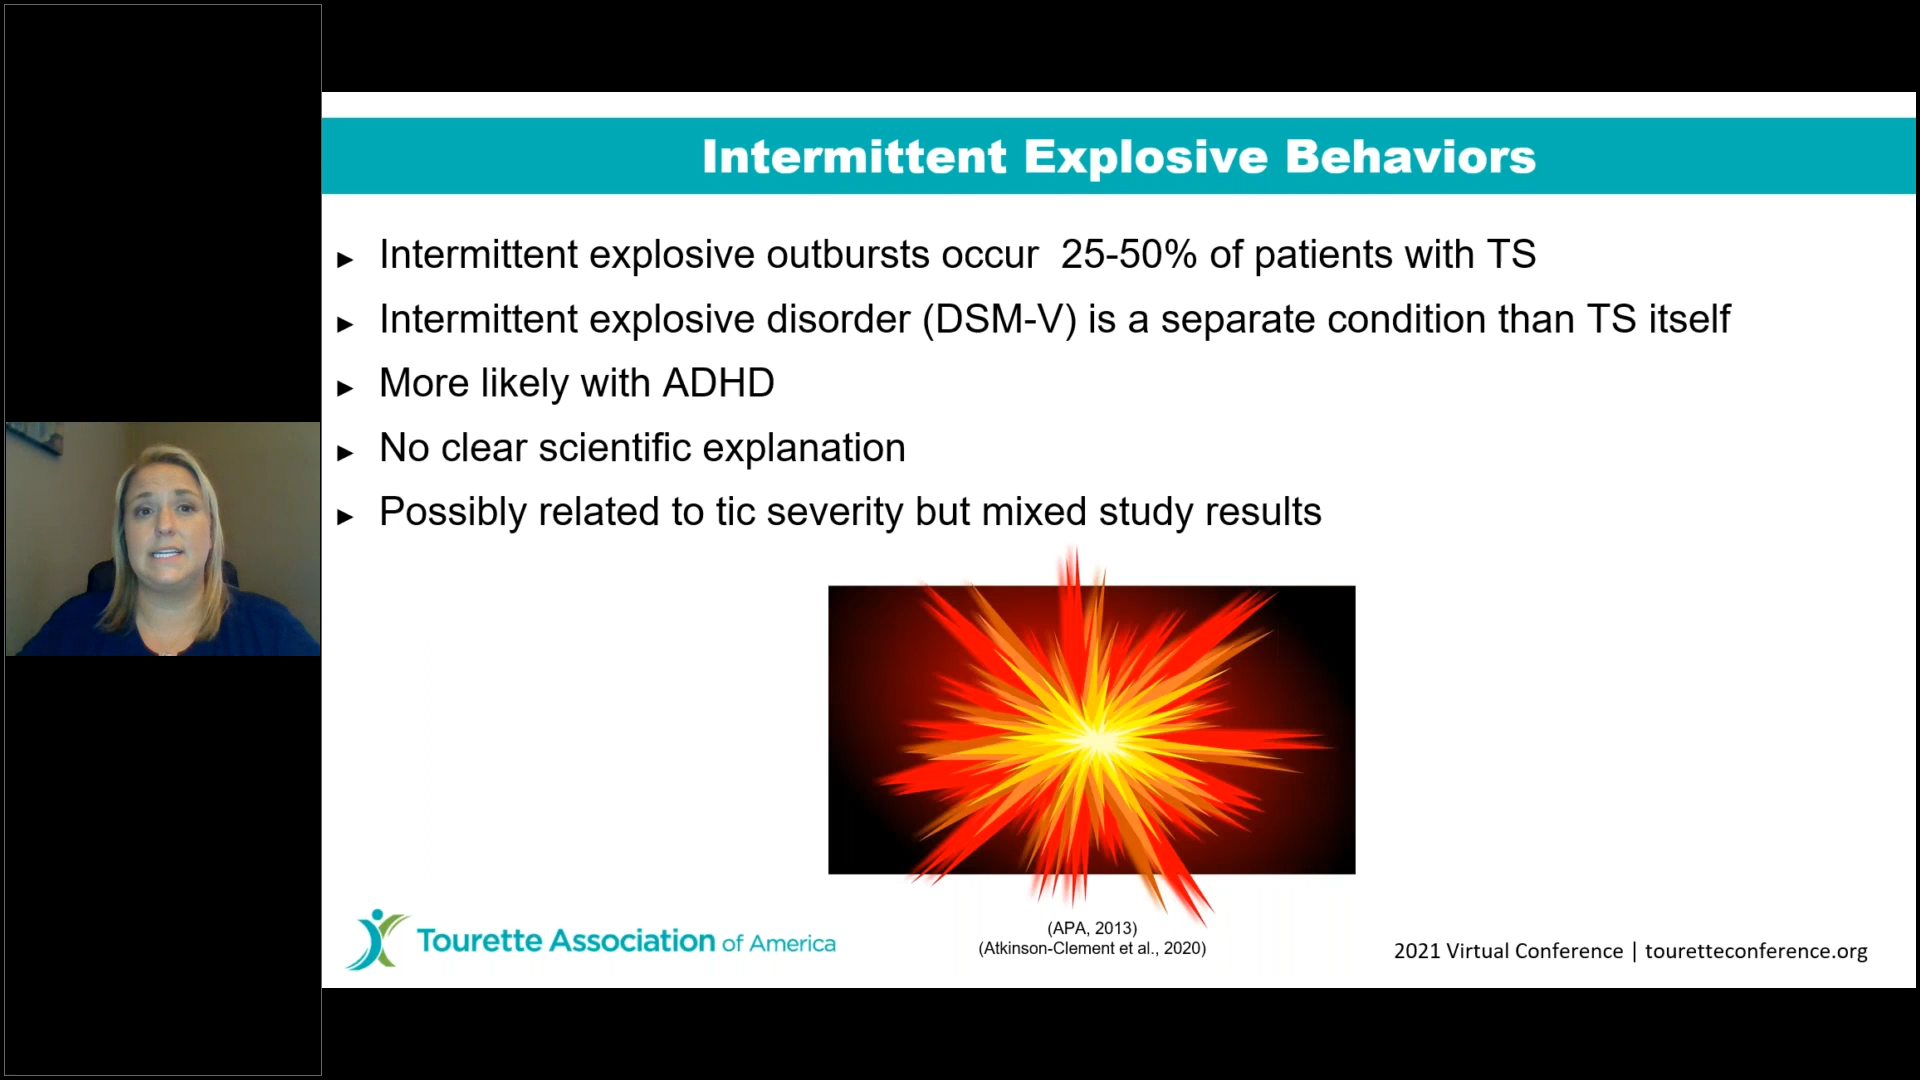 Intermittent Explosive Behaviors
► Intermittent explosive outbursts occur  25-50% of patients with TS
► Intermittent explosive disorder (DSM-V) is a separate condition than TS itself
► More likely with ADHD
► No clear scientific explanation
► Possibly related to tic severity but mixed study results
(APA, 2013)
(Atkinson-Clement et al., 2020)
Tourette Association of America
2021 Virtual Conference | touretteconference.org